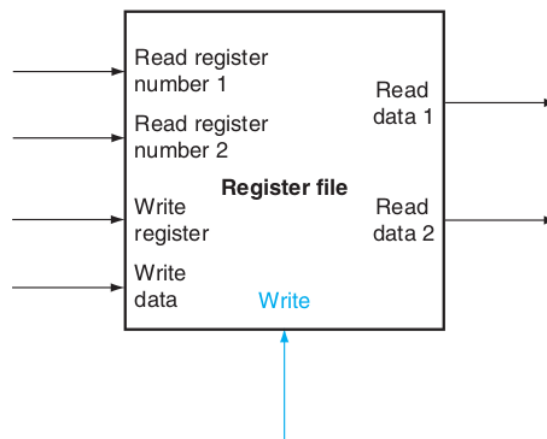 Read register
number 1
Read
data 1
Read register
number 2
Register file
Write
register
Read
data 2
Write
data
Write